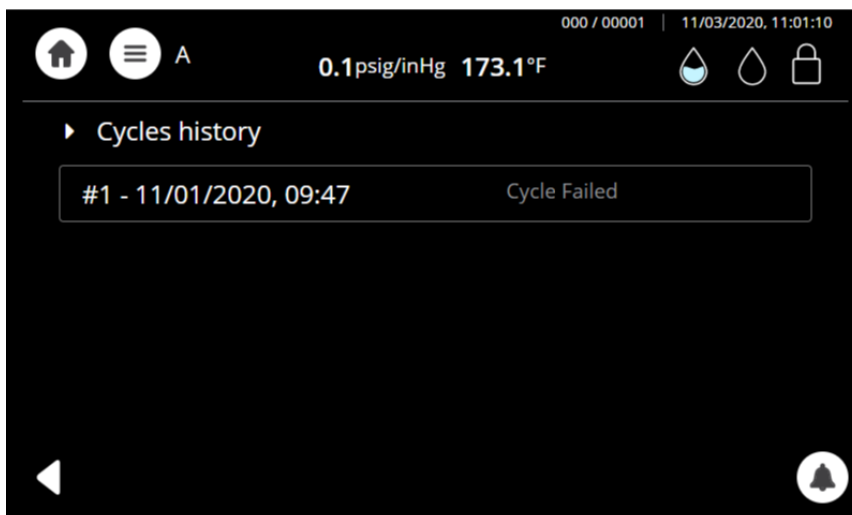 000 / 00001 | 11/03/2020, 11:01:10
A
0.1psig/inHg 173.1°F
Cycles history
#1 - 11/01/2020, 09:47 Cycle Failed